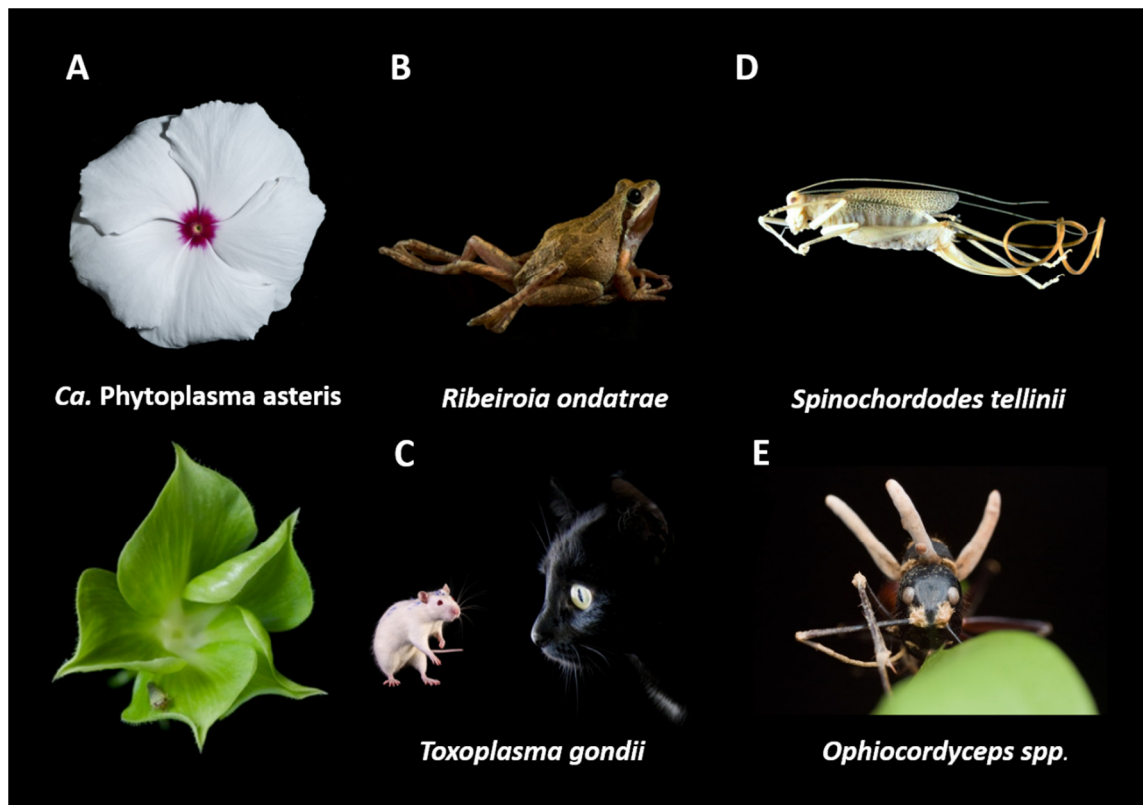 A
B
D
Ca. Phytoplasma asteris
Ribeiroia ondatrae
Spinochordodes tellinii
C
E
Toxoplasma gondii
Ophiocordyceps spp.